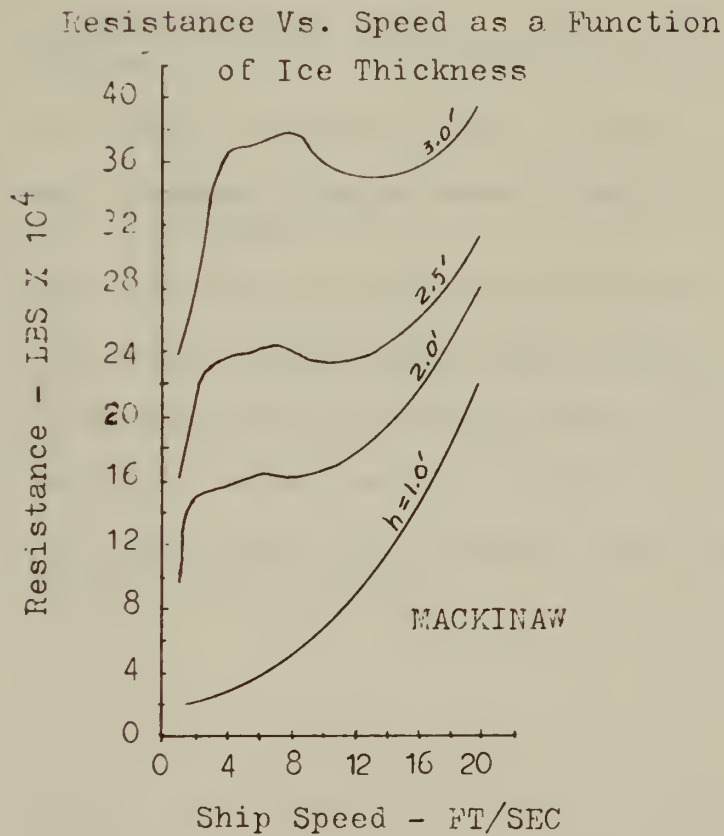 Resistance Vs. Speed as a Function
of Ice Thickness
40
36
32
28
24
20
16
12
8
4
0
Resistance - LBS X 10^4
3.0'
2.5'
2.0'
h=1.0'
MACKINAW
0 4 8 12 16 20
Ship Speed - FT/SEC